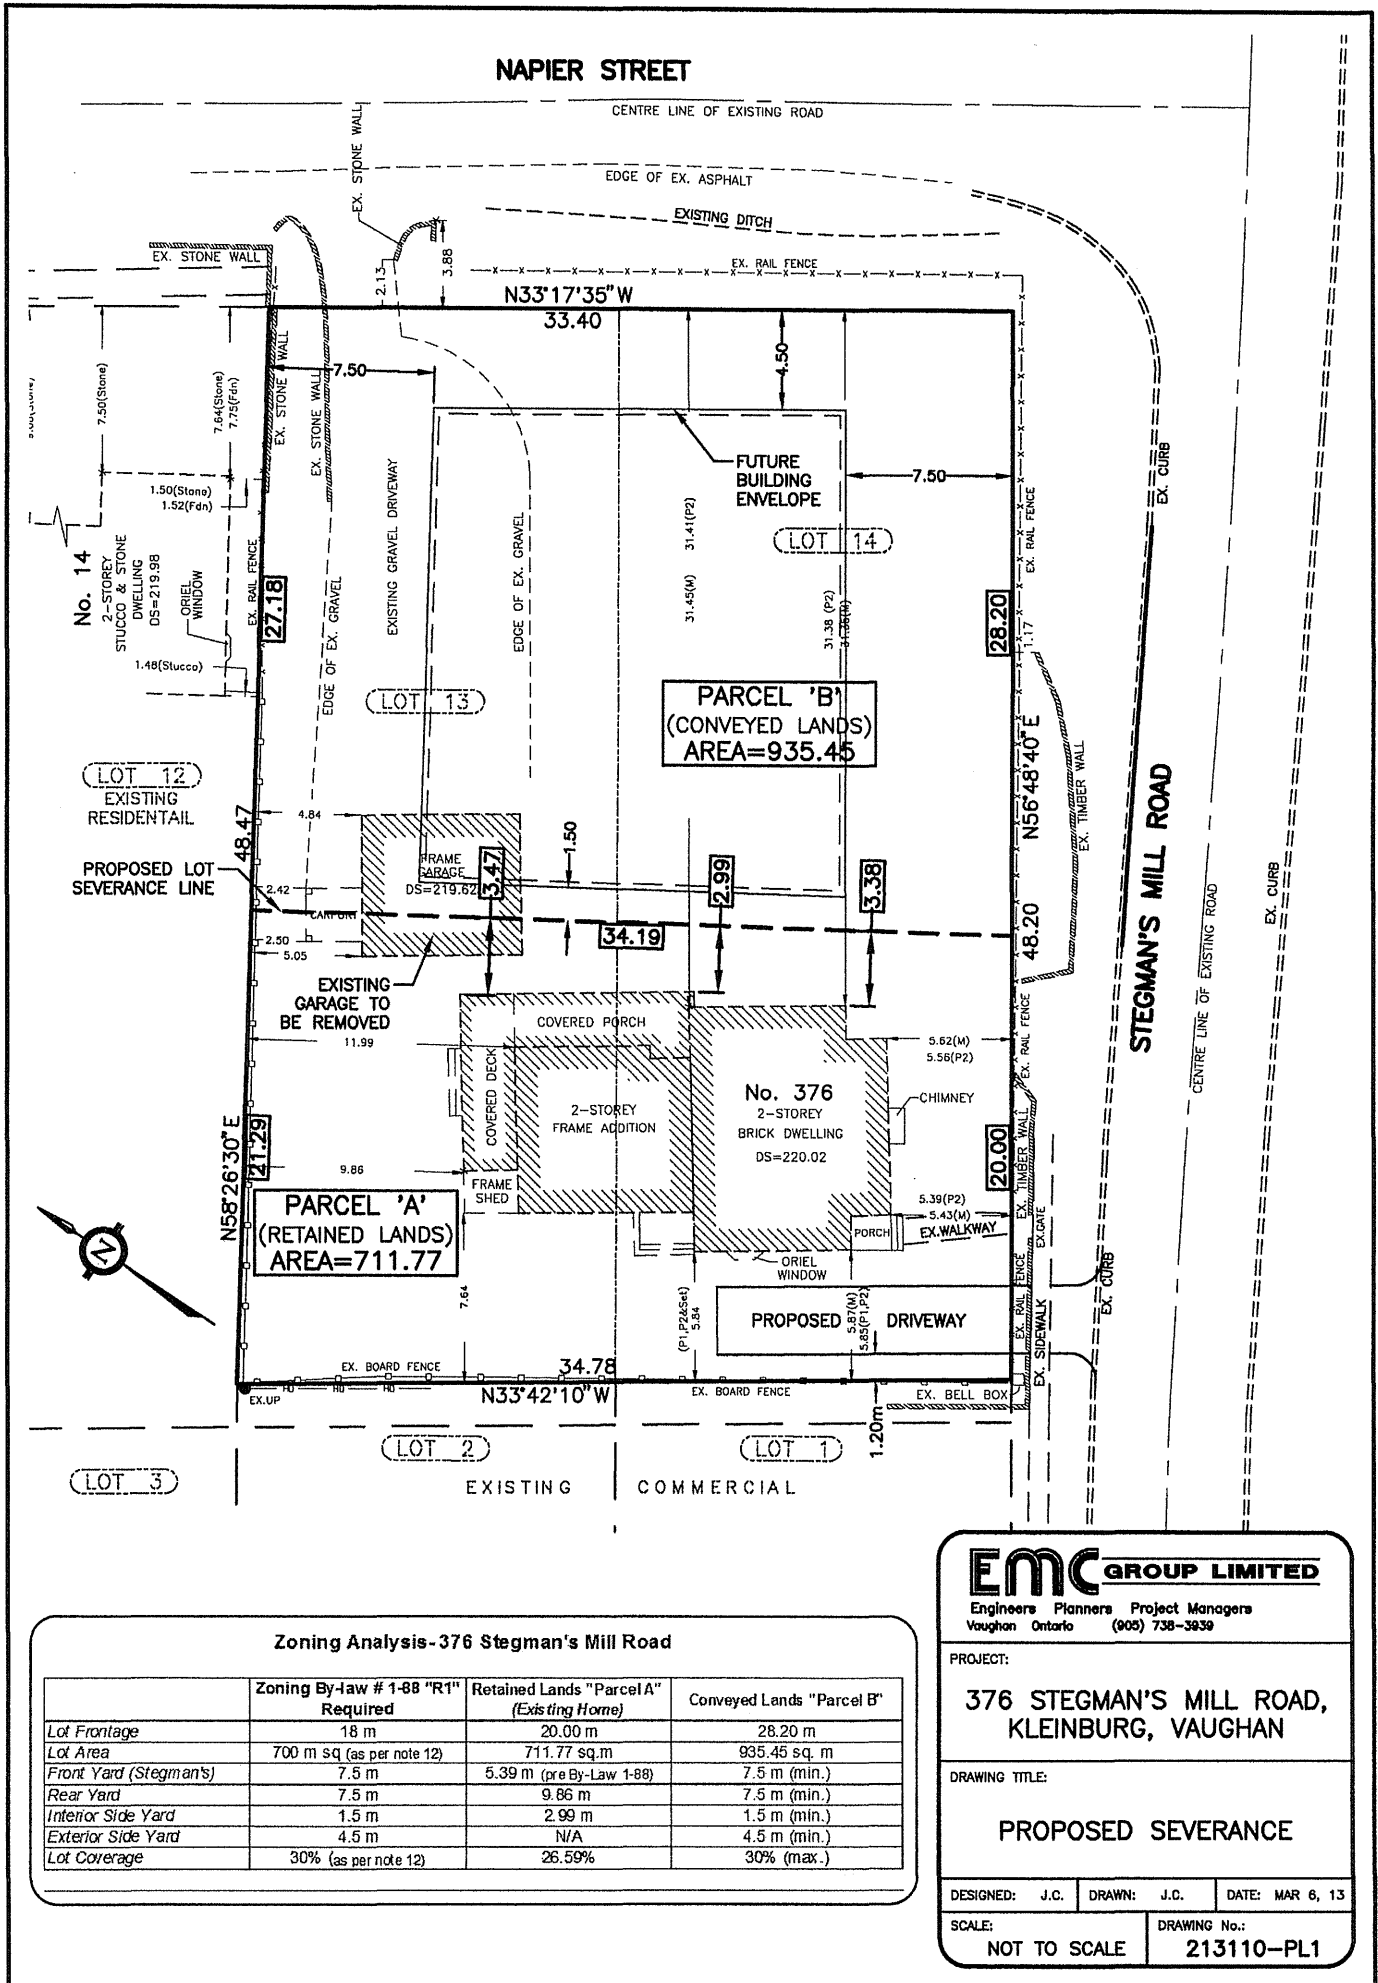 NAPIER STREET
CENTRE LINE OF EXISTING ROAD
EX. STONE WALL
EDGE OF EX. ASPHALT
EXISTING DITCH
EX. STONE WALL
EX. RAIL FENCE
2.13
3.88
N33°17'35"W
33.40
7.50(Stone)
7.64(Stone)
7.75(Fdn)
EX. STONE WALL
EX. STONE WALL
7.50
4.50
FUTURE
BUILDING
ENVELOPE
7.50
EX. CURB
1.50(Stone)
1.52(Fdn)
EXISTING GRAVEL DRIVEWAY
EDGE OF EX. GRAVEL
31.41(P2)
31.45(M)
LOT 14
EX. RAIL FENCE
No. 14
2-STOREY
STUCCO & STONE
DWELLING
DS=219.98
ORIEL
WINDOW
EX. RAIL FENCE
27.18
EDGE OF EX. GRAVEL
31.38 (P2)
28.20
1.17
1.48(Stucco)
LOT 13
PARCEL 'B'
(CONVEYED LANDS)
AREA=935.45
N56°48'40"E
EX. TIMBER WALL
STEGMAN'S MILL ROAD
LOT 12
EXISTING
RESIDENTAIL
48.47
4.84
1.50
PROPOSED LOT
SEVERANCE LINE
FRAME
GARAGE
DS=219.62
3.47
2.99
3.38
2.42
CARPORT
34.19
48.20
EX. CURB
CENTRE LINE OF EXISTING ROAD
2.50
5.05
EXISTING
GARAGE TO
BE REMOVED
11.99
COVERED PORCH
5.62(M)
5.56(P2)
EX. RAIL FENCE
COVERED DECK
2-STOREY
FRAME ADDITION
No. 376
2-STOREY
BRICK DWELLING
DS=220.02
CHIMNEY
N58°26'30"E
21.29
20.00
EX. TIMBER WALL
9.86
FRAME
SHED
PARCEL 'A'
(RETAINED LANDS)
AREA=711.77
5.39(P2)
5.43(M)
PORCH
EX.WALKWAY
EX.GATE
N
ORIEL
WINDOW
7.64
(P1,P2&Set)
5.84
5.87(M)
5.85(P1,P2)
PROPOSED DRIVEWAY
EX. RAIL FENCE
EX. SIDEWALK
EX. CURB
EX. BOARD FENCE
34.78
N33°42'10"W
EX. BOARD FENCE
EX. BELL BOX
EX.UP
1.20m
LOT 2
LOT 1
LOT 3
EXISTING COMMERCIAL
EMC GROUP LIMITED
Engineers Planners Project Managers
Vaughan Ontario (905) 738-3939
PROJECT:
376 STEGMAN'S MILL ROAD,
KLEINBURG, VAUGHAN
DRAWING TITLE:
PROPOSED SEVERANCE
DESIGNED: J.C. DRAWN: J.C. DATE: MAR 6, 13
SCALE: NOT TO SCALE
DRAWING No.: 213110-PL1
Zoning Analysis-376 Stegman's Mill Road
Zoning By-law # 1-88 "R1" Required | Retained Lands "Parcel A" (Existing Home) | Conveyed Lands "Parcel B"
Lot Frontage 18 m 20.00 m 28.20 m
Lot Area 700 m sq (as per note 12) 711.77 sq.m 935.45 sq. m
Front Yard (Stegman's) 7.5 m 5.39 m (pre By-Law 1-88) 7.5 m (min.)
Rear Yard 7.5 m 9.86 m 7.5 m (min.)
Interior Side Yard 1.5 m 2.99 m 1.5 m (min.)
Exterior Side Yard 4.5 m N/A 4.5 m (min.)
Lot Coverage 30% (as per note 12) 26.59% 30% (max.)